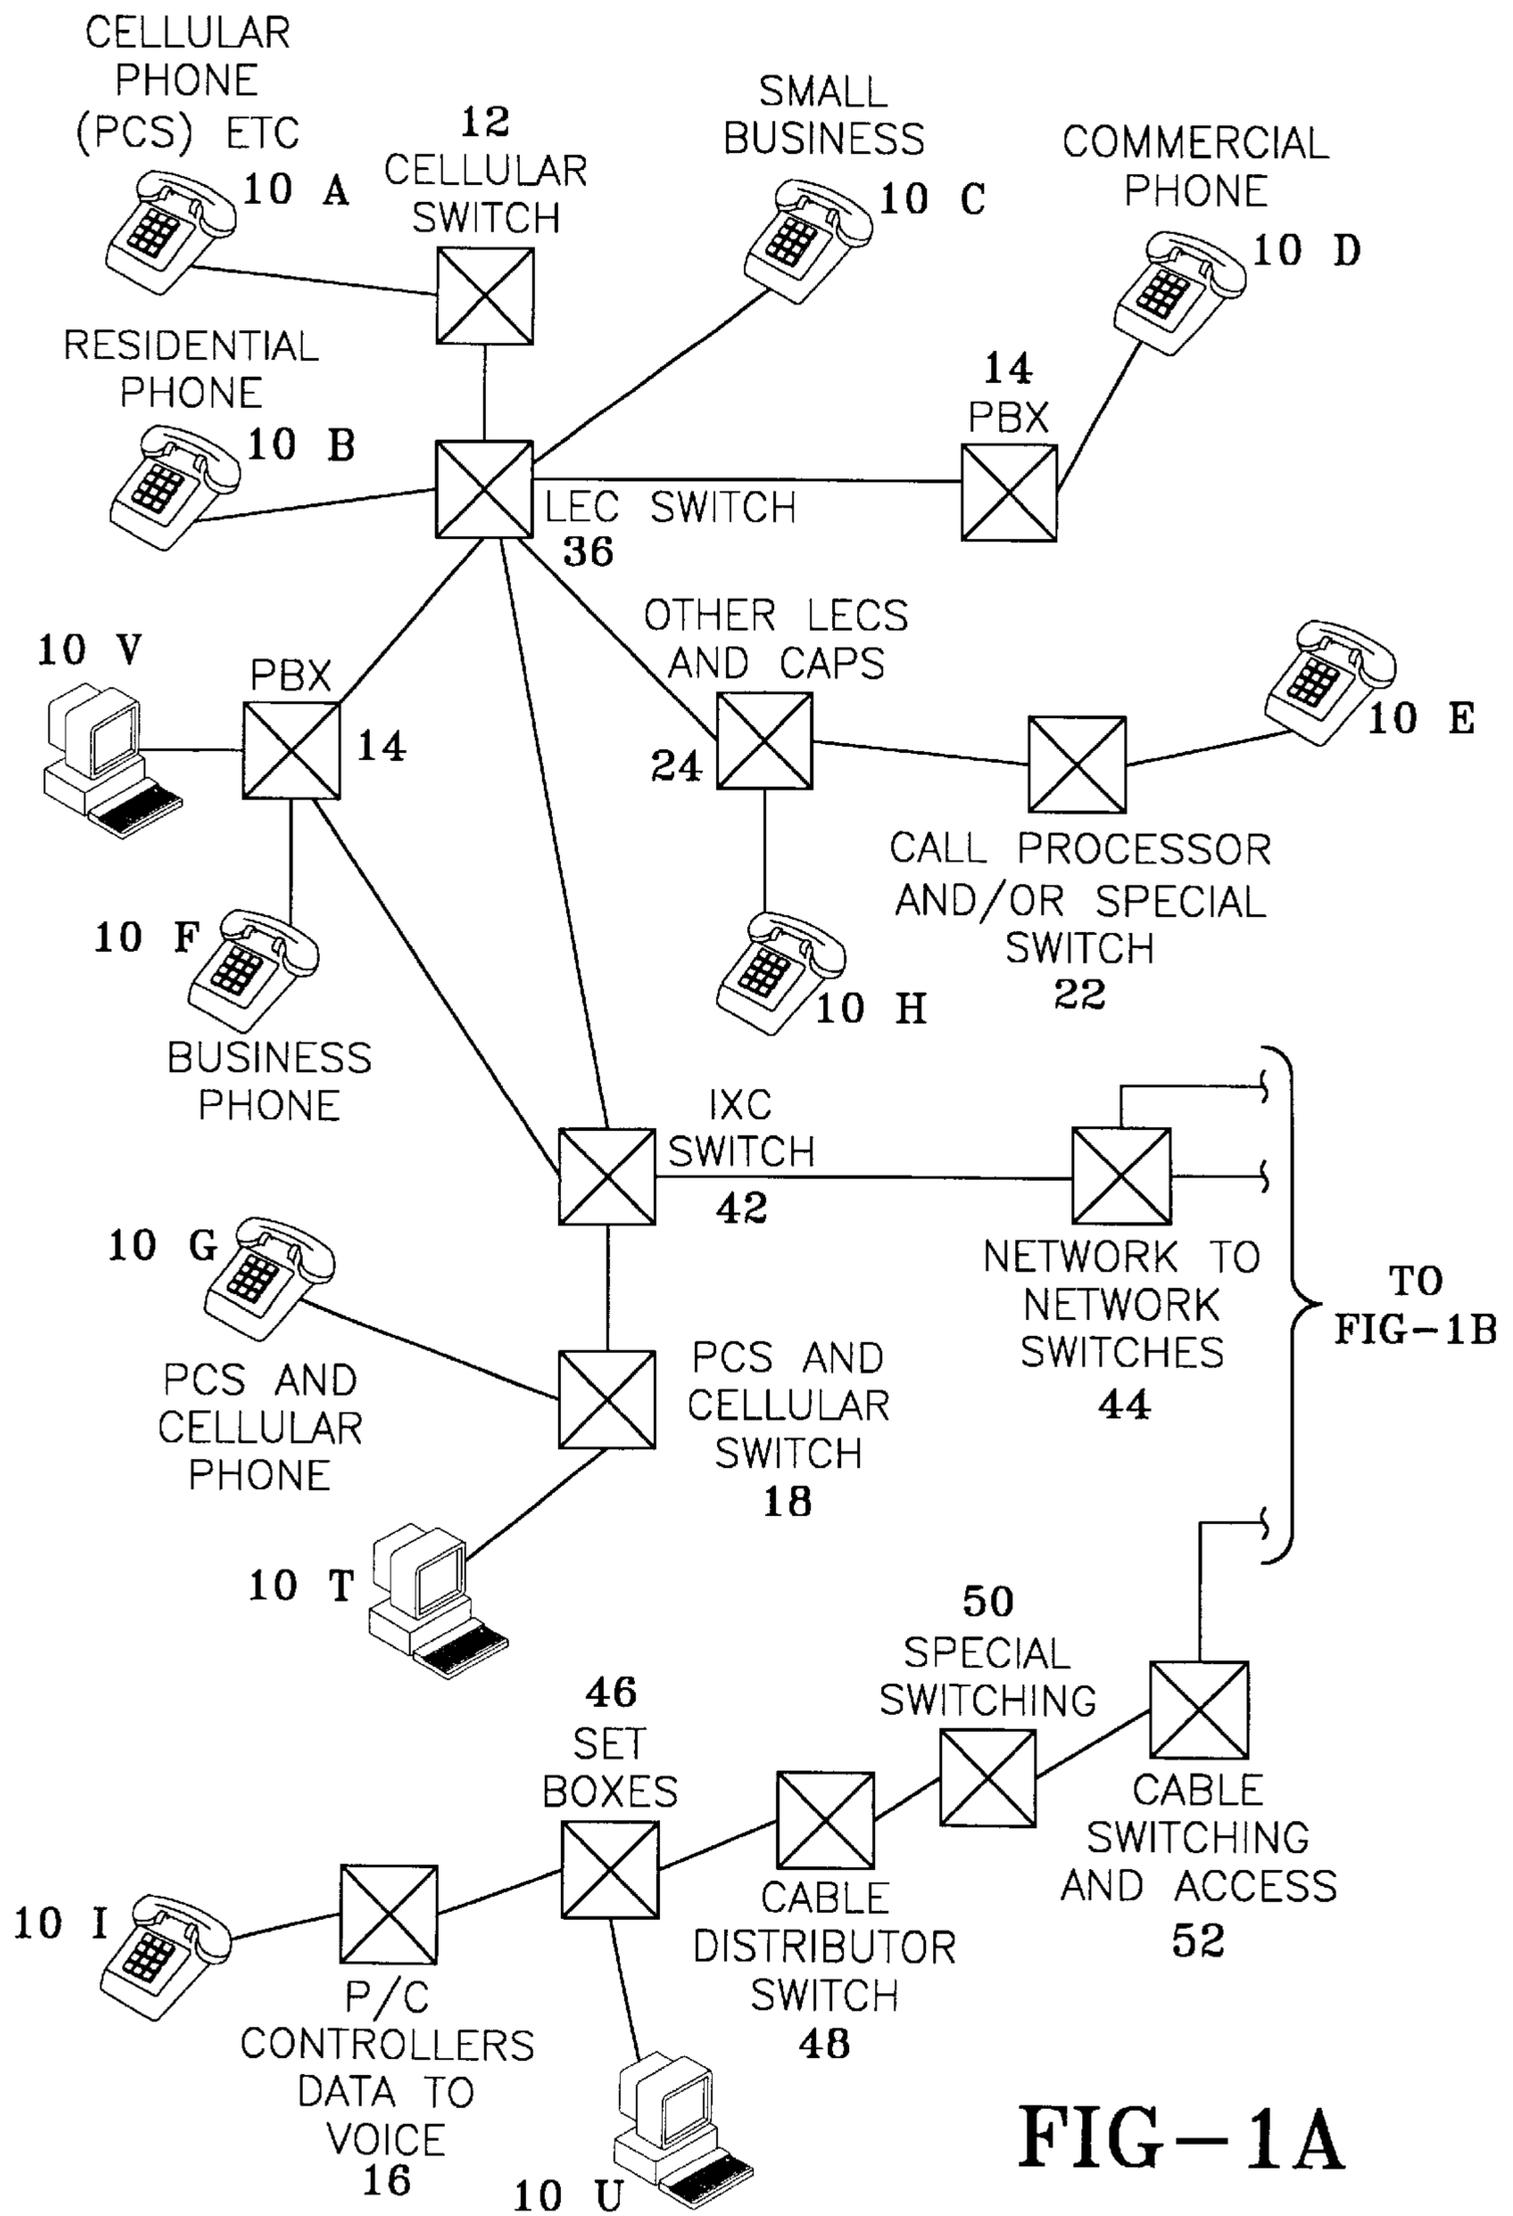 CELLULAR
PHONE
(PCS) ETC
10 A
12
CELLULAR
SWITCH
SMALL
BUSINESS
10 C
COMMERCIAL
PHONE
10 D
RESIDENTIAL
PHONE
10 B
14
PBX
LEC SWITCH
36
OTHER LECS
AND CAPS
24
10 V
PBX
14
10 E
CALL PROCESSOR
AND/OR SPECIAL
SWITCH
22
10 F
BUSINESS
PHONE
10 H
IXC
SWITCH
42
NETWORK TO
NETWORK
SWITCHES
44
TO
FIG-1B
10 G
PCS AND
CELLULAR
PHONE
PCS AND
CELLULAR
SWITCH
18
10 T
50
SPECIAL
SWITCHING
46
SET
BOXES
CABLE
SWITCHING
AND ACCESS
52
CABLE
DISTRIBUTOR
SWITCH
48
10 I
P/C
CONTROLLERS
DATA TO
VOICE
16
10 U
FIG-1A